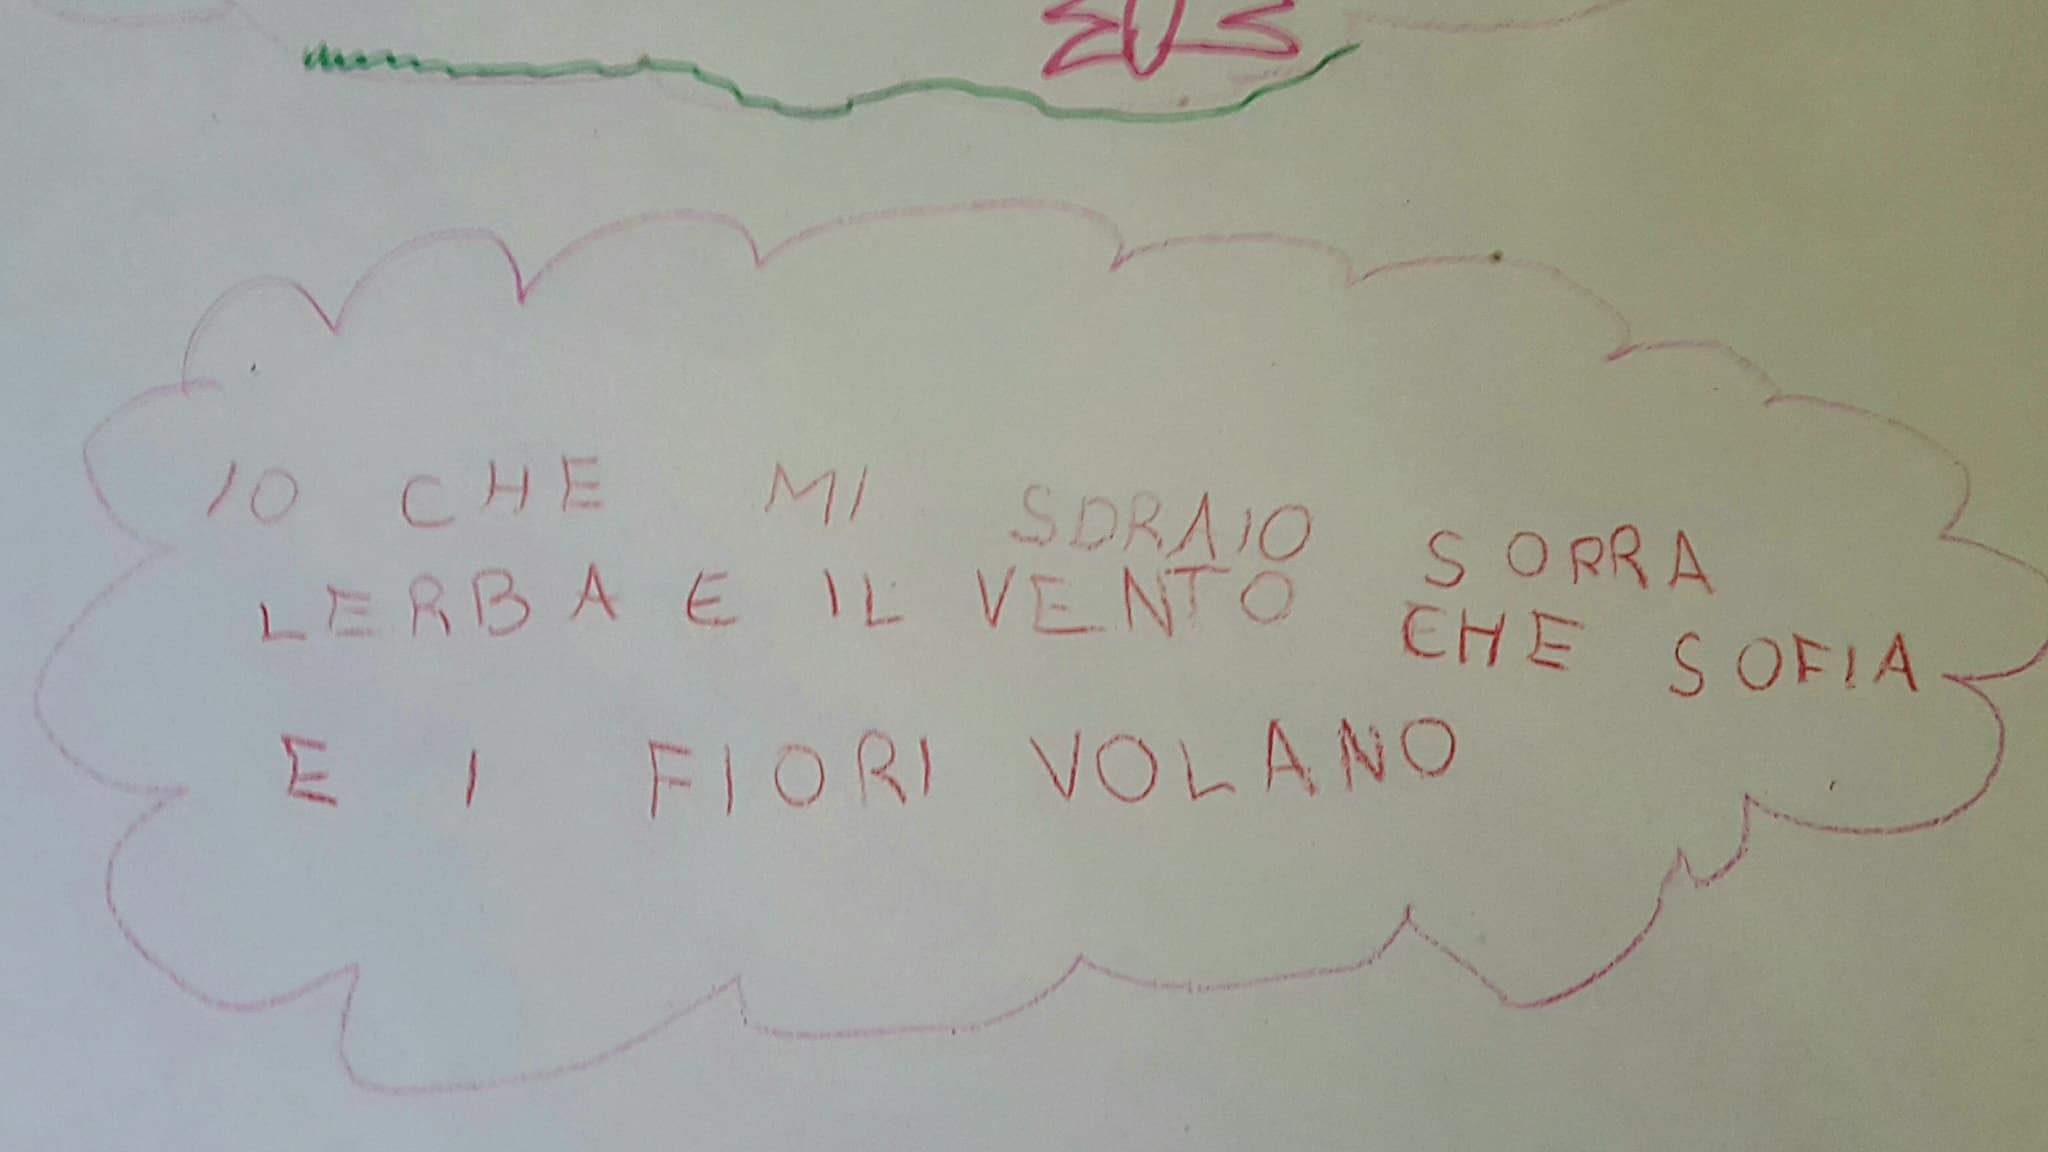 IO CHE MI SDRAIO SORRA
LERBA E IL VENTO CHE SOFIA
E I FIORI VOLANO